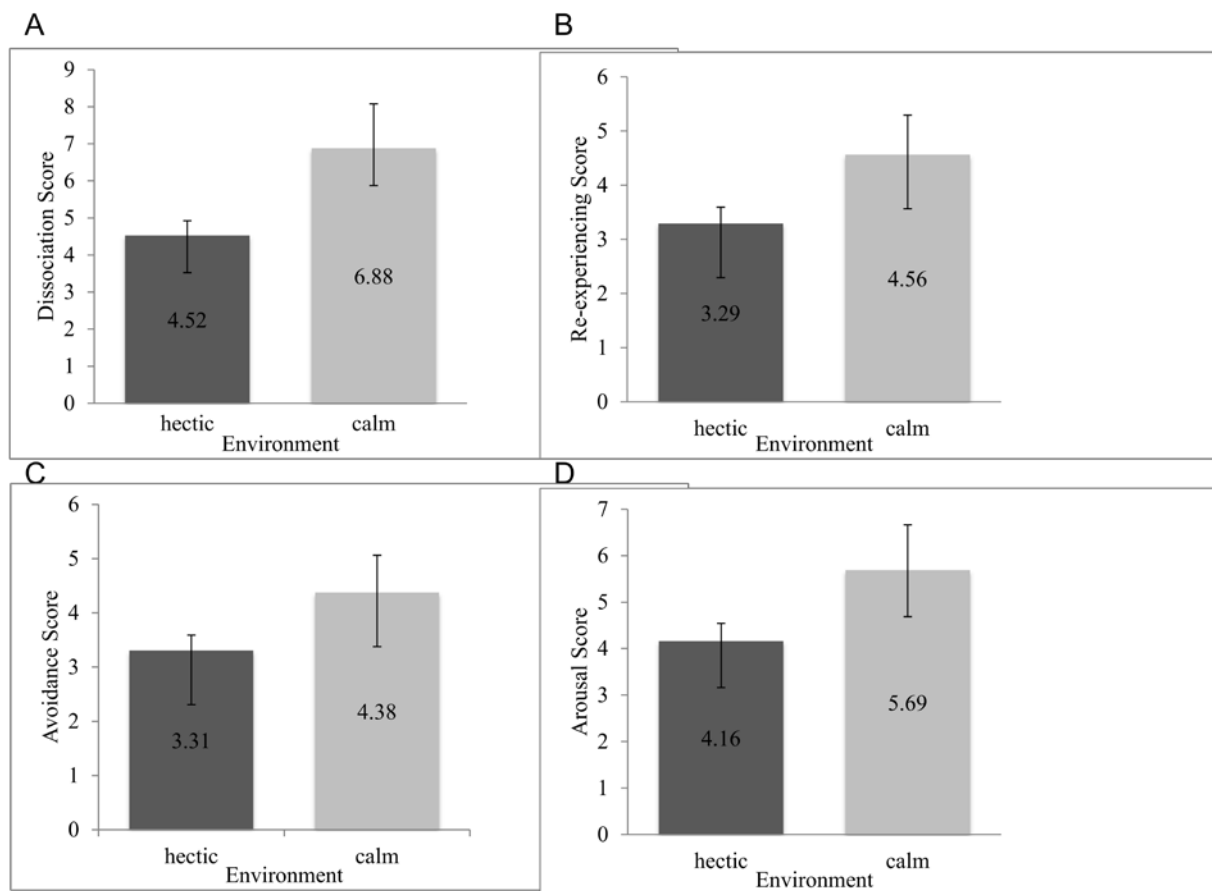 A
Dissociation Score
9
8
7
6
5
4
3
2
1
0
4.52
6.88
hectic calm
Environment
B
Re-experiencing Score
6
5
4
3
2
1
0
3.29
4.56
hectic calm
Environment
C
Avoidance Score
6
5
4
3
2
1
0
3.31
4.38
hectic calm
Environment
D
Arousal Score
7
6
5
4
3
2
1
0
4.16
5.69
hectic calm
Environment